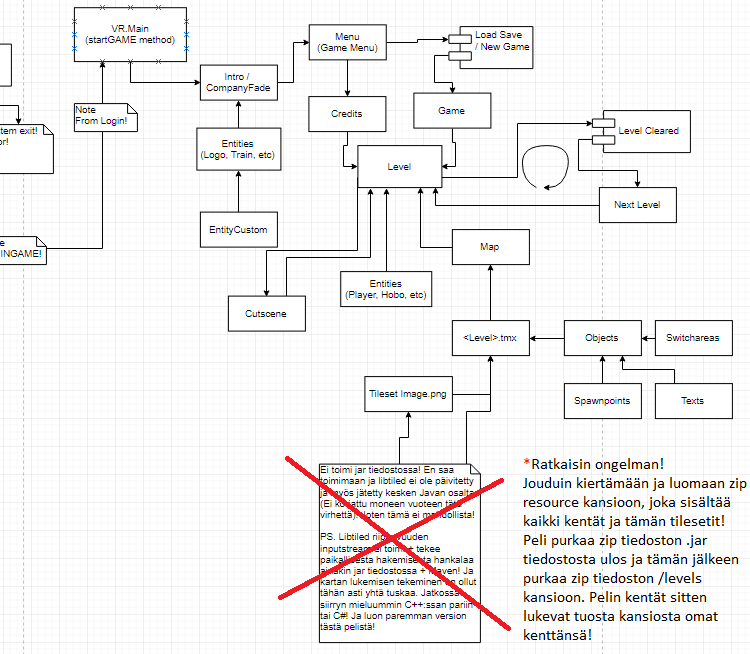 VR.Main
(startGAME method)
Menu
(Game Menu)
Load Save
/ New Game
Intro /
CompanyFade
Note
From Login!
Credits
Game
tem exit!
or!
Entities
(Logo, Train, etc)
Level
Level Cleared
Next Level
EntityCustom
INGAME!
Map
Entities
(Player, Hobo, etc)
Cutscene
<Level>.tmx
Objects
Switchareas
Tileset Image.png
Spawnpoints
Texts
Ei toimi jar tiedostossa! En saa
toimimaan ja libtiled ei ole päivitetty
ja myös jätetty kesken Javan osalta
(Ei korjattu moneen vuoteen tätä
virhettä). Joten tämä ei mahdollista!
PS. Libtiled riippuvuuden
inputstream ei toimi + tekee
paikallisesta hakemisesta hankalaa
ainakin jar tiedostossa + Maven! Ja
kartan lukemisen tekeminen on ollut
tähän asti yhtä tuskaa. Jatkossa
siirryn mieluummin C++:ssan pariin
tai C#! Ja luon paremman version
tästä pelistä!
*Ratkaisin ongelman!
Jouduin kiertämään ja luomaan zip
resource kansioon, joka sisältää
kaikki kentät ja tämän tilesetit!
Peli purkaa zip tiedoston .jar
tiedostosta ulos ja tämän jälkeen
purkaa zip tiedoston /levels
kansioon. Pelin kentät sitten
lukevat tuosta kansiosta omat
kenttänsä!